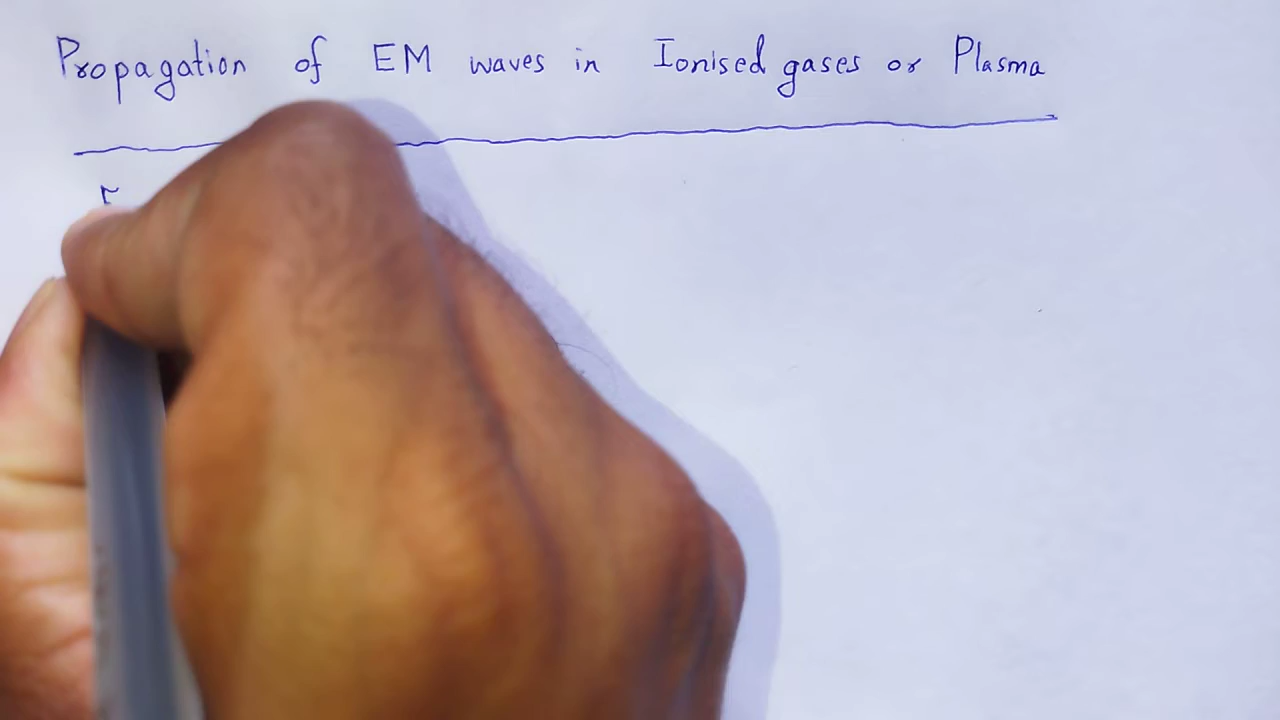 Propagation of EM waves in Ionised gases or Plasma